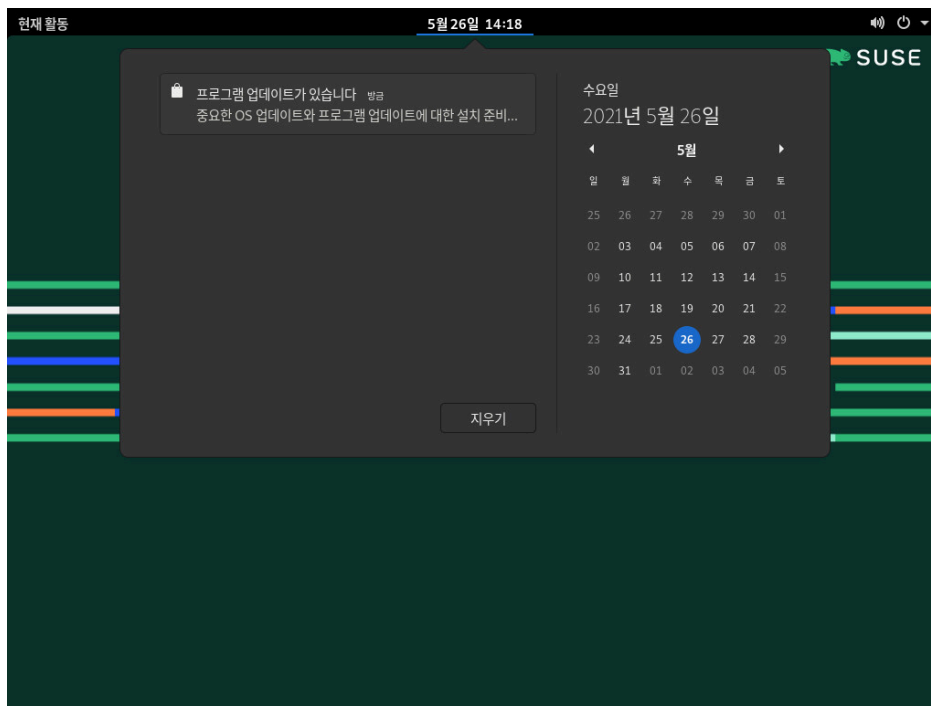 현재 활동
5월 26일 14:18
SUSE
프로그램 업데이트가 있습니다 방금
중요한 OS 업데이트와 프로그램 업데이트에 대한 설치 준비...
지우기
수요일
2021년 5월 26일
5월
일 월 화 수 목 금 토
25 26 27 28 29 30 01
02 03 04 05 06 07 08
09 10 11 12 13 14 15
16 17 18 19 20 21 22
23 24 25 26 27 28 29
30 31 01 02 03 04 05